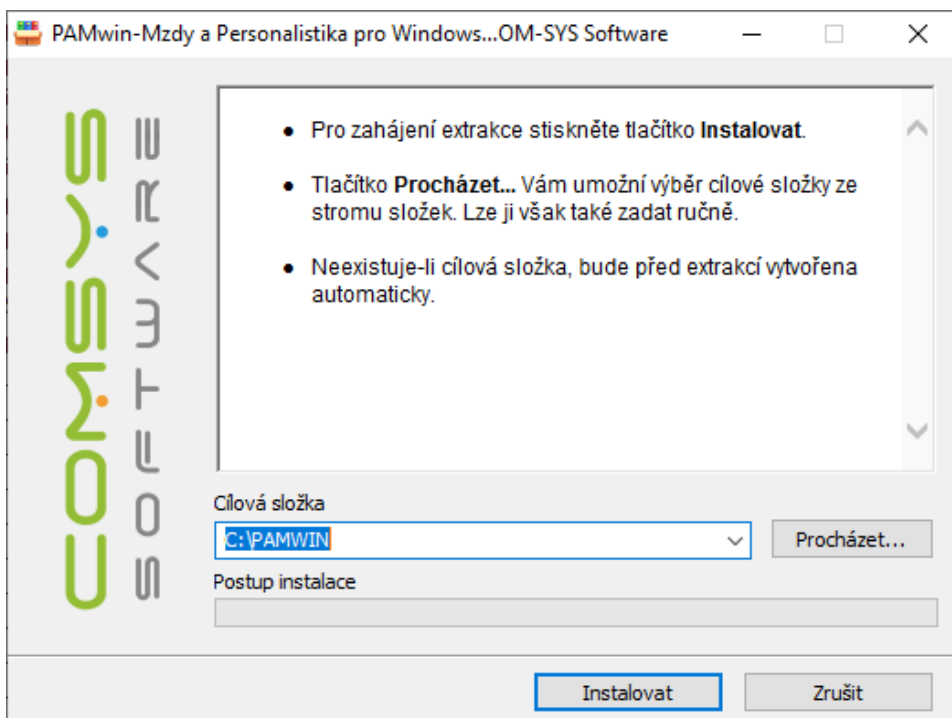 PAMwin-Mzdy a Personalistika pro Windows...OM-SYS Software
COMSYS
SOFTWARE
• Pro zahájení extrakce stiskněte tlačítko Instalovat.
• Tlačítko Procházet... Vám umožní výběr cílové složky ze
stromu složek. Lze ji však také zadat ručně.
• Neexistuje-li cílová složka, bude před extrakcí vytvořena
automaticky.
Cílová složka
C:\PAMWIN
Procházet...
Postup instalace
Instalovat
Zrušit